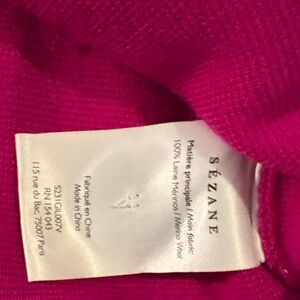 SÉZANE
Matière principale / Main fabric:
100% Laine Mérinos / Merino Wool
Fabriqué en Chine
Made in China
S231GIL007V
RN 154 043
115 rue du Bac, 75007 Paris